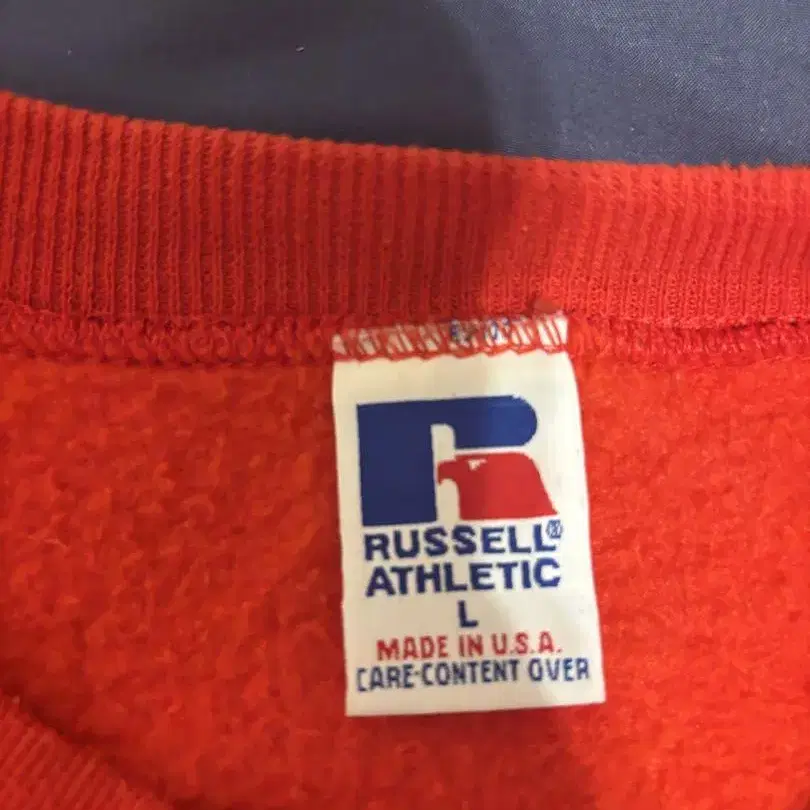 RUSSELL®
ATHLETIC
L
MADE IN U.S.A.
CARE-CONTENT OVER